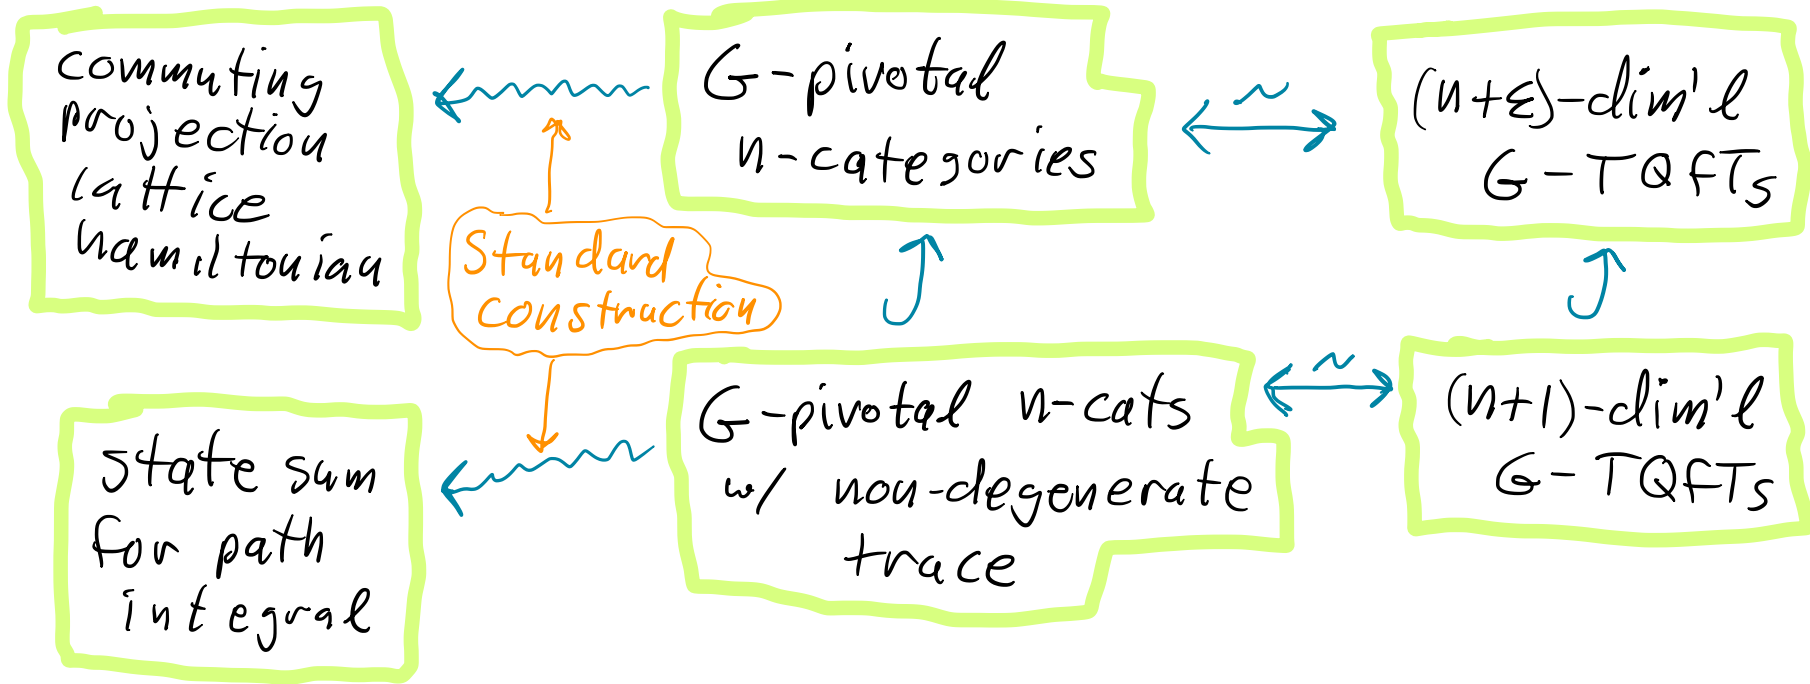 commuting
projection
lattice
hamiltonian
G-pivotal
n-categories
~
(n+ε)-dim'l
G-TQFTs
Standard
construction
state sum
for path
integral
G-pivotal n-cats
w/ non-degenerate
trace
~
(n+1)-dim'l
G-TQFTs